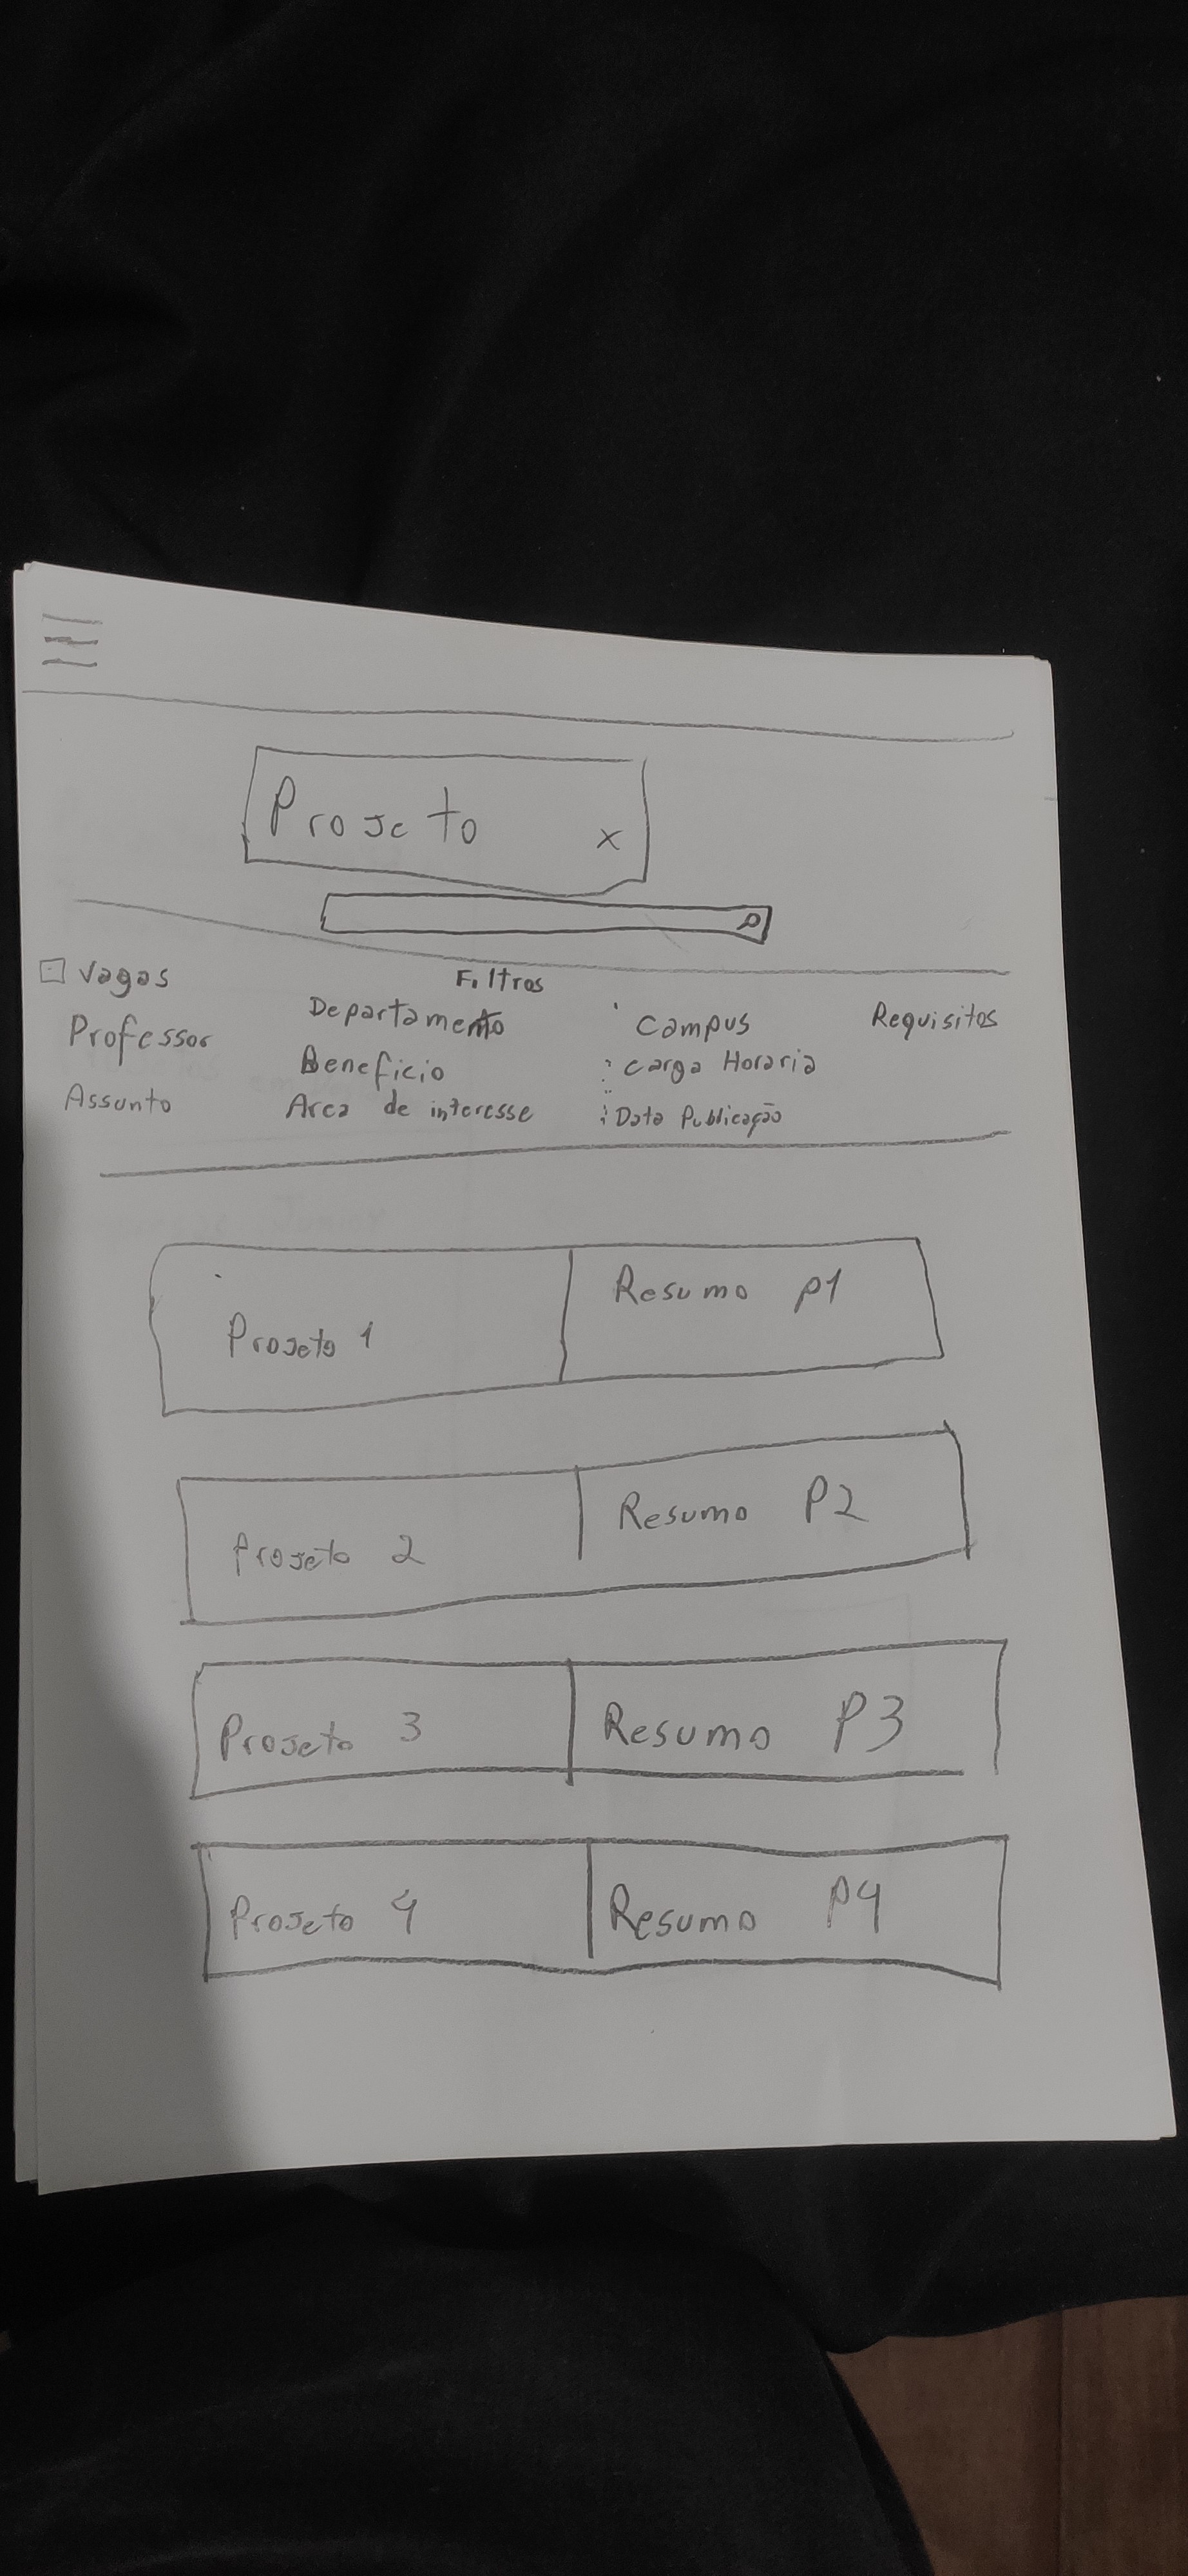 Projeto x
Vagas Filtros
Departamento Campus Requisitos
Professor
Beneficio Carga Horaria
Assunto Area de interesse Data Publicação
Projeto 1 Resumo p1
Projeto 2 Resumo P2
Projeto 3 Resumo P3
Projeto 4 Resumo P4